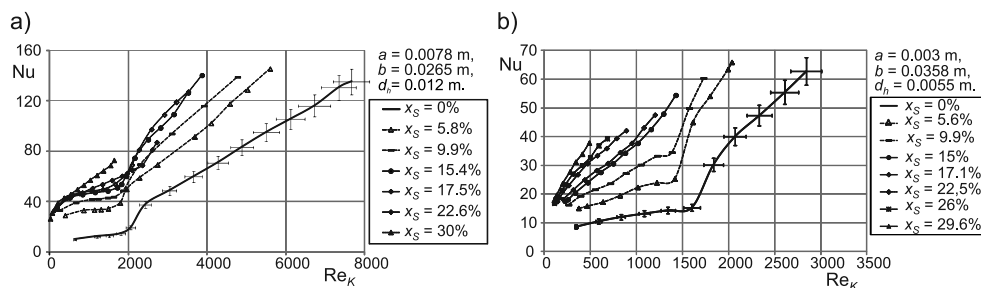 a)
160
Nu
120
80
40
0
0 2000 4000 6000 8000
Re_K
a = 0.0078 m,
b = 0.0265 m,
d_h = 0.012 m.
x_S = 0%
x_S = 5.8%
x_S = 9.9%
x_S = 15.4%
x_S = 17.5%
x_S = 22.6%
x_S = 30%
b)
70
Nu
60
50
40
30
20
10
0
0 500 1000 1500 2000 2500 3000 3500
Re_K
a = 0.003 m,
b = 0.0358 m,
d_h = 0.0055 m.
x_S = 0%
x_S = 5.6%
x_S = 9.9%
x_S = 15%
x_S = 17.1%
x_S = 22,5%
x_S = 26%
x_S = 29.6%